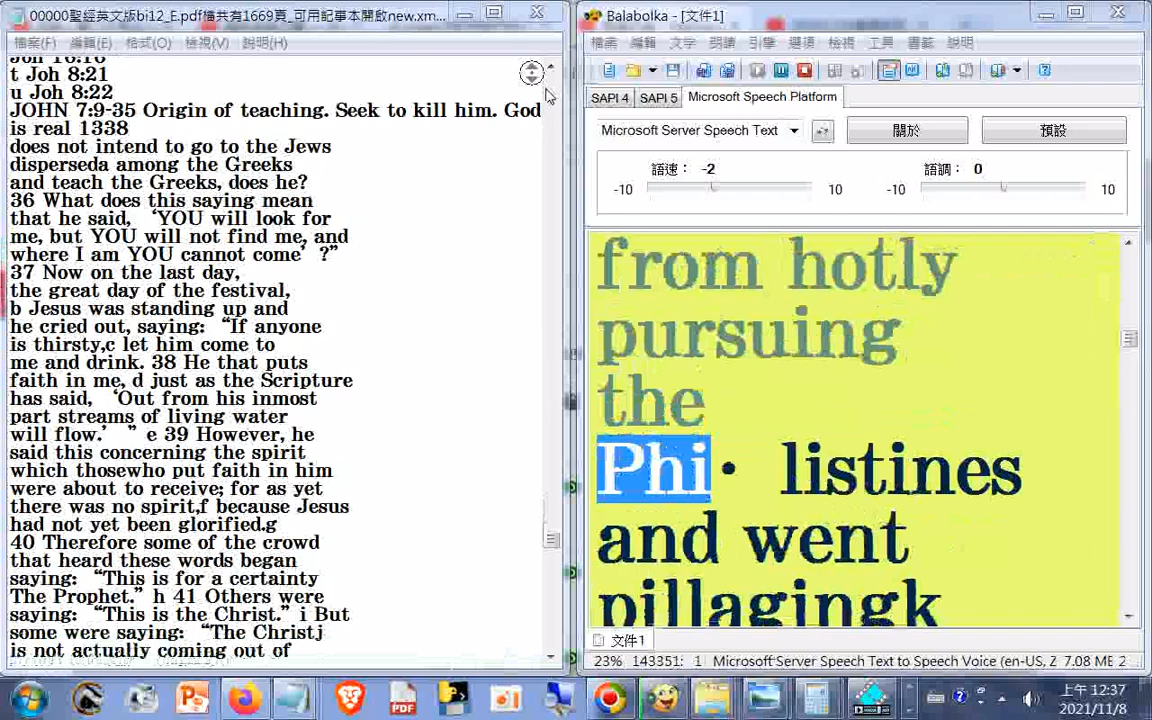 00000聖經英文版bi12_E.pdf檔共有1669頁_可用記事本開啟new.xm...
檔案(F) 編輯(E) 格式(O) 檢視(V) 說明(H)
Joh 16:16
t Joh 8:21
u Joh 8:22
JOHN 7:9-35 Origin of teaching. Seek to kill him. God
is real 1338
does not intend to go to the Jews
disperseda among the Greeks
and teach the Greeks, does he?
36 What does this saying mean
that he said, ‘YOU will look for
me, but YOU will not find me, and
where I am YOU cannot come’ ?”
37 Now on the last day,
the great day of the festival,
b Jesus was standing up and
he cried out, saying: “If anyone
is thirsty,c let him come to
me and drink. 38 He that puts
faith in me, d just as the Scripture
has said, ‘Out from his inmost
part streams of living water
will flow.’ ” e 39 However, he
said this concerning the spirit
which thosewho put faith in him
were about to receive; for as yet
there was no spirit,f because Jesus
had not yet been glorified.g
40 Therefore some of the crowd
that heard these words began
saying: “This is for a certainty
The Prophet.” h 41 Others were
saying: “This is the Christ.” i But
some were saying: “The Christj
is not actually coming out of
Balabolka - [文件1]
檔案 編輯 文字 朗讀 引擎 選項 檢視 工具 書籤 說明
SAPI 4 SAPI 5 Microsoft Speech Platform
Microsoft Server Speech Text 關於 預設
語速： -2 語調： 0
-10 10 -10 10
from hotly
pursuing
the
Phi· listines
and went
pillagingk
文件1
23% 143351: 1 Microsoft Server Speech Text to Speech Voice (en-US, Z 7.08 MB 2
PDF
上午 12:37
2021/11/8